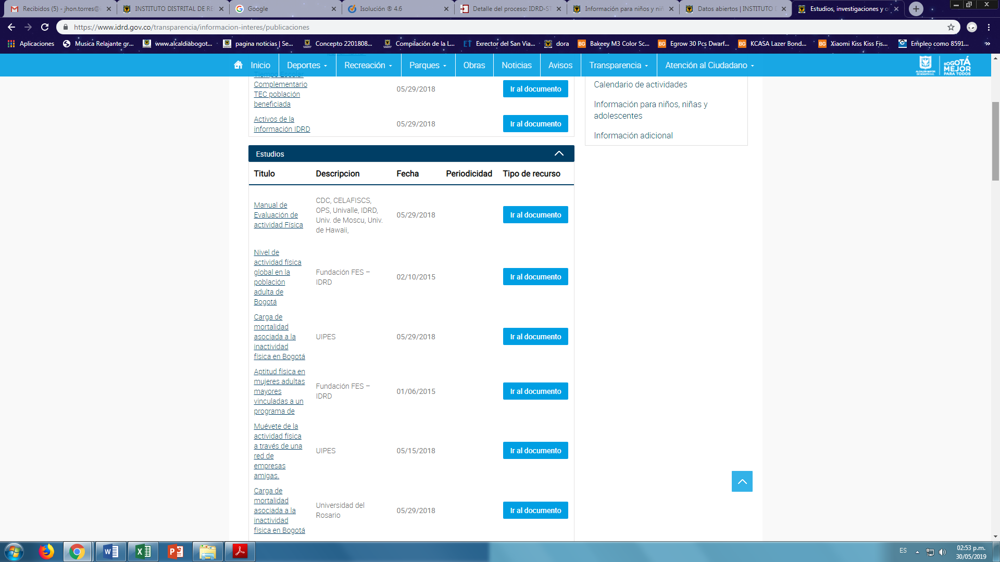 Recibidos (5) - jhon.torres@
INSTITUTO DISTRITAL DE RE
Google
Isolución ® 4.6
Detalle del proceso: IDRD-ST
Información para niños y niñ
Datos abiertos | INSTITUTO D
Estudios, investigaciones y o
https://www.idrd.gov.co/transparencia/informacion-interes/publicaciones
Aplicaciones
Musica Relajante gr...
www.alcaldiabogot...
pagina noticias | Se...
Concepto 2201808...
Compilación de la L...
Exrector del San Via...
dora
Bakeey M3 Color Sc...
Egrow 30 Pcs Dwarf...
KCASA Lazer Bond...
Xiaomi Kiss Kiss Fis...
Empleo como 8591...
»
Inicio
Deportes
Recreación
Parques
Obras
Noticias
Avisos
Transparencia
Atención al Ciudadano
ALCALDÍA MAYOR
DE BOGOTÁ D.C.
BOGOTÁ
MEJOR
PARA TODOS
Tiempo Escolar
Complementario
TEC población
beneficiada
05/29/2018
Ir al documento
Activos de la
información IDRD
05/29/2018
Ir al documento
Calendario de actividades
Información para niños, niñas y
adolescentes
Información adicional
Estudios
Titulo
Descripcion
Fecha
Periodicidad
Tipo de recurso
Manual de
Evaluación de
actividad Física
CDC, CELAFISCS,
OPS, Univalle, IDRD,
Univ. de Moscu, Univ.
de Hawaii,
05/29/2018
Ir al documento
Nivel de
actividad física
global en la
población
adulta de
Bogotá
Fundación FES –
IDRD
02/10/2015
Ir al documento
Carga de
mortalidad
asociada a la
inactividad
física en Bogotá
UIPES
05/29/2018
Ir al documento
Aptitud física en
mujeres adultas
mayores
vinculadas a un
programa de
Fundación FES –
IDRD
01/06/2015
Ir al documento
Muévete de la
actividad física
a través de una
red de
empresas
amigas.
UIPES
05/15/2018
Ir al documento
Carga de
mortalidad
asociada a la
inactividad
física en Bogotá
Universidad del
Rosario
05/29/2018
Ir al documento
ES
02:53 p.m.
30/05/2019